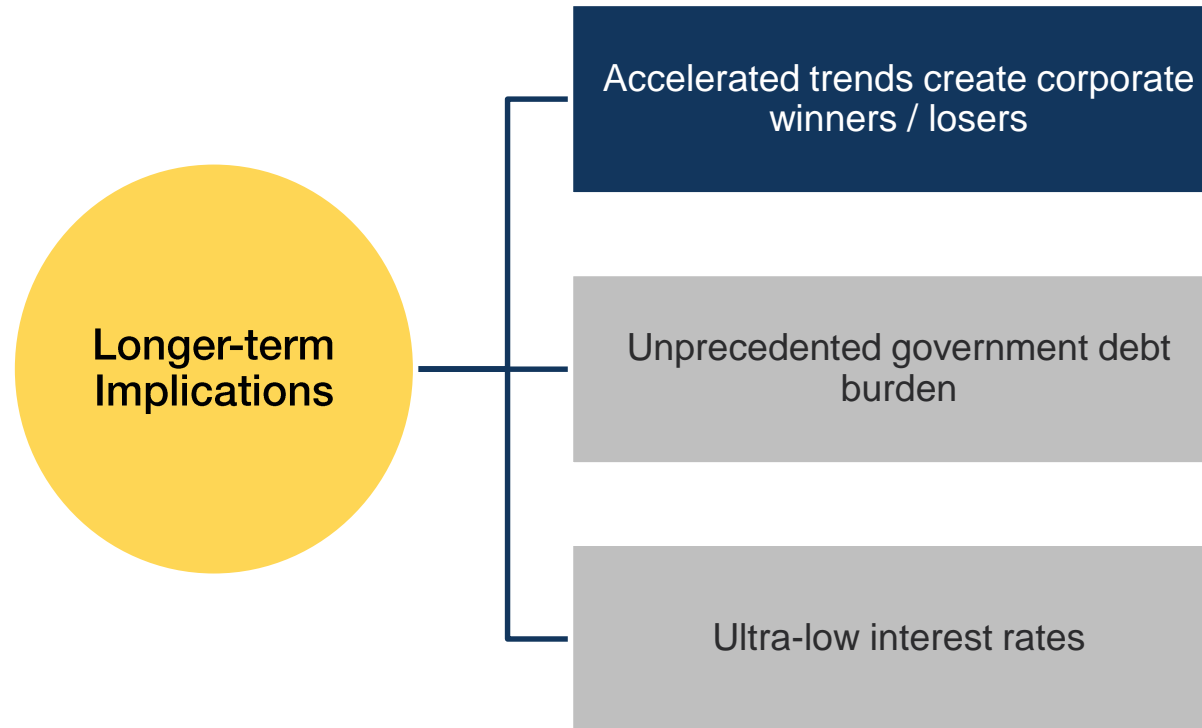 Longer-term
Implications
Accelerated trends create corporate
winners / losers
Unprecedented government debt
burden
Ultra-low interest rates